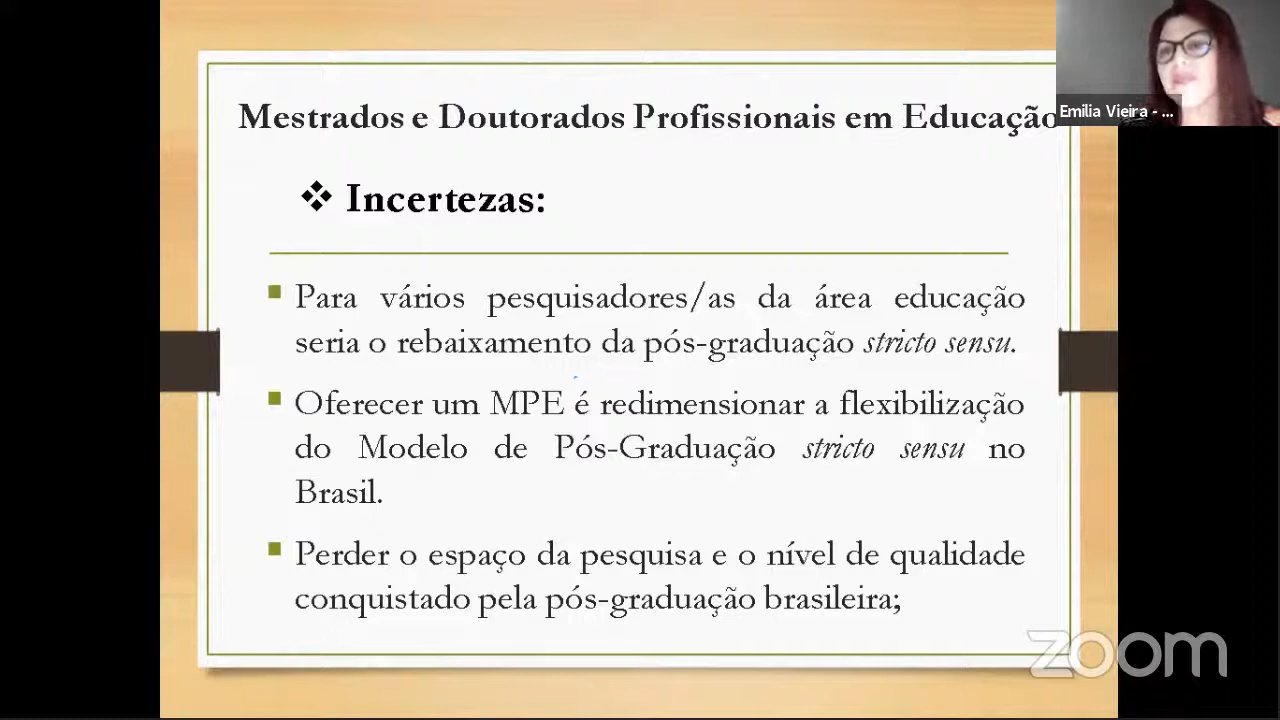 Mestrados e Doutorados Profissionais em Educação
Emilia Vieira - ...
❖ Incertezas:
▪ Para vários pesquisadores/as da área educação
seria o rebaixamento da pós-graduação stricto sensu.
▪ Oferecer um MPE é redimensionar a flexibilização
do Modelo de Pós-Graduação stricto sensu no
Brasil.
▪ Perder o espaço da pesquisa e o nível de qualidade
conquistado pela pós-graduação brasileira;
zoom